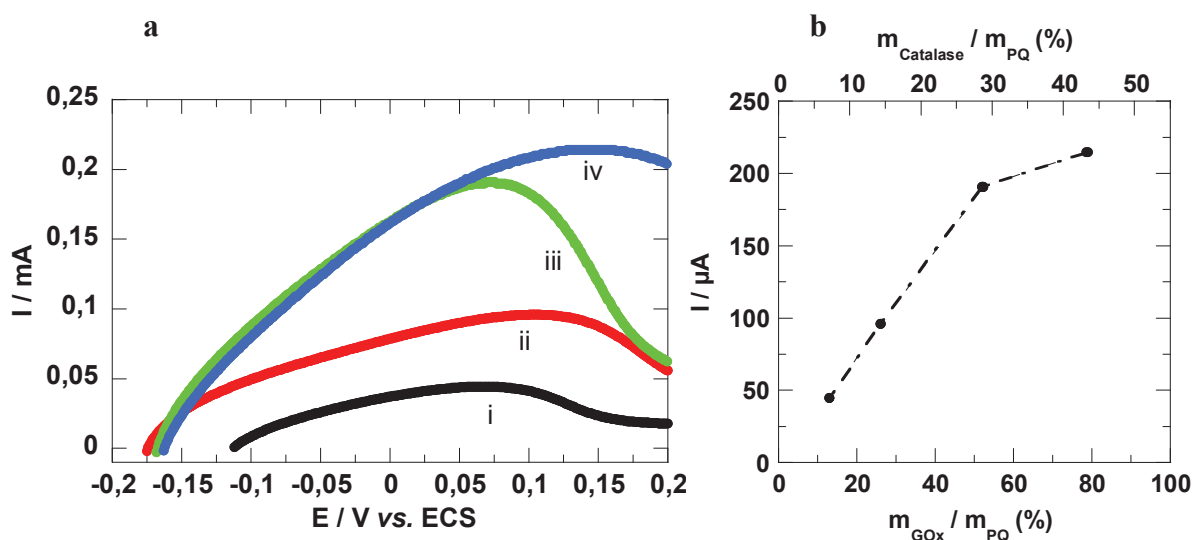 a
0,25
0,2
0,15
0,1
0,05
0
I / mA
iv
iii
ii
i
-0,2 -0,15 -0,1 -0,05 0 0,05 0,1 0,15 0,2
E / V vs. ECS
b
m_Catalase / m_PQ (%)
0 10 20 30 40 50
250
200
150
100
50
0
I / µA
0 20 40 60 80 100
m_GOx / m_PQ (%)